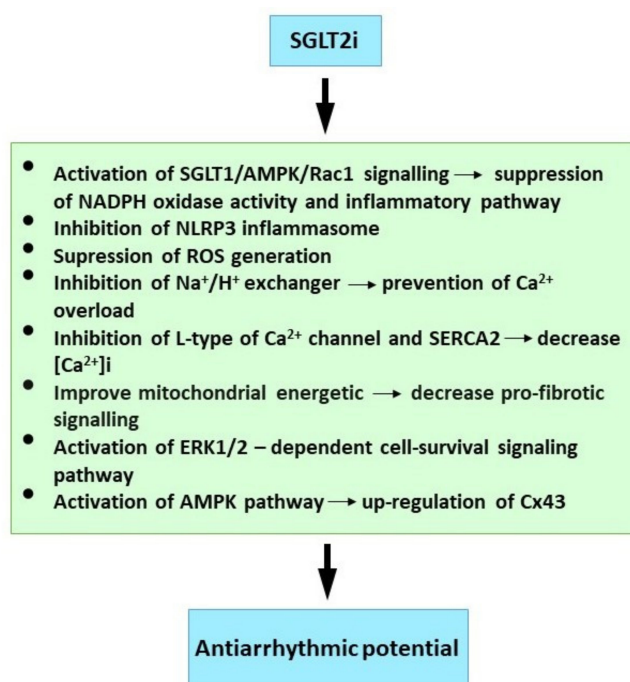 SGLT2i
• Activation of SGLT1/AMPK/Rac1 signalling → suppression
of NADPH oxidase activity and inflammatory pathway
• Inhibition of NLRP3 inflammasome
• Supression of ROS generation
• Inhibition of Na⁺/H⁺ exchanger → prevention of Ca²⁺
overload
• Inhibition of L-type of Ca²⁺ channel and SERCA2 → decrease
[Ca²⁺]i
• Improve mitochondrial energetic → decrease pro-fibrotic
signalling
• Activation of ERK1/2 – dependent cell-survival signaling
pathway
• Activation of AMPK pathway → up-regulation of Cx43
Antiarrhythmic potential